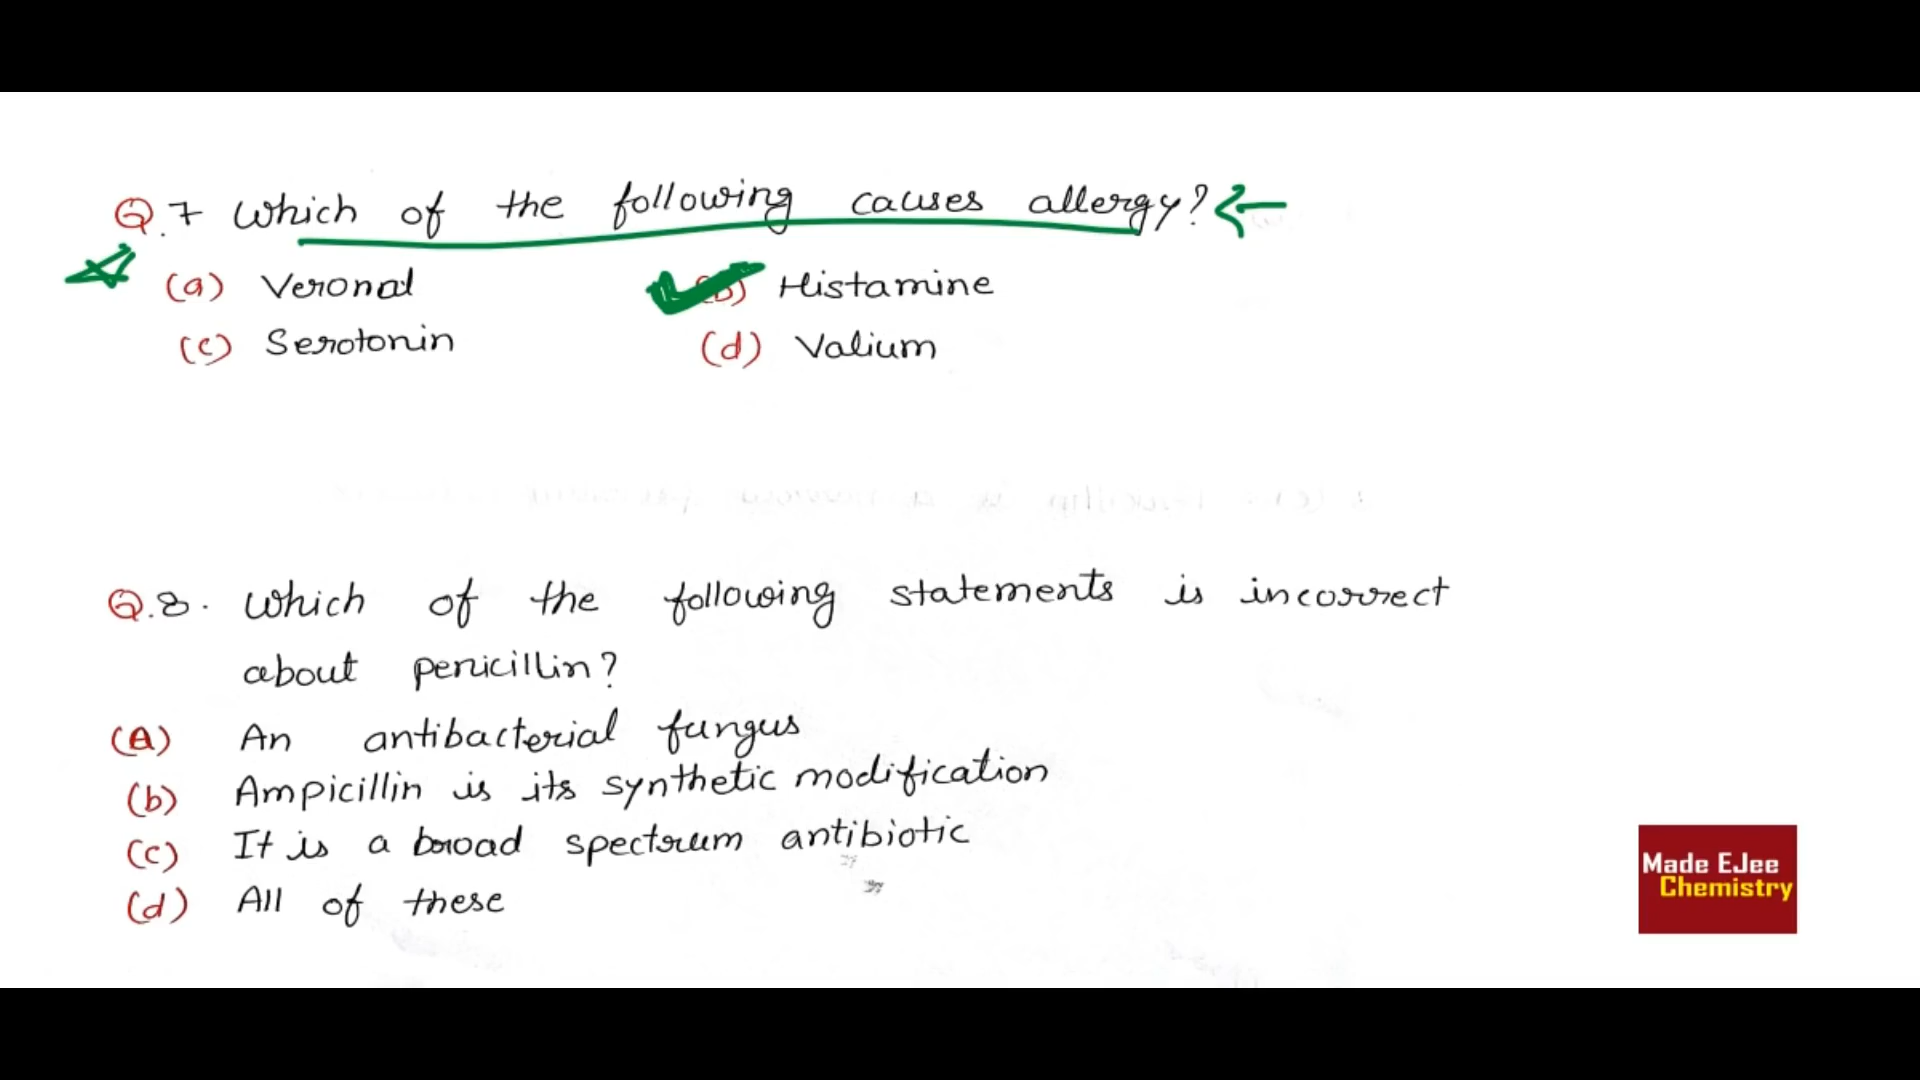 Q.7 Which of the following causes allergy?
(a) Veronal (b) Histamine
(c) Serotonin (d) Valium
Q.8. Which of the following statements is incorrect
about penicillin?
(A) An antibacterial fungus
(b) Ampicillin is its synthetic modification
(c) It is a broad spectrum antibiotic
(d) All of these
Made EJee
Chemistry